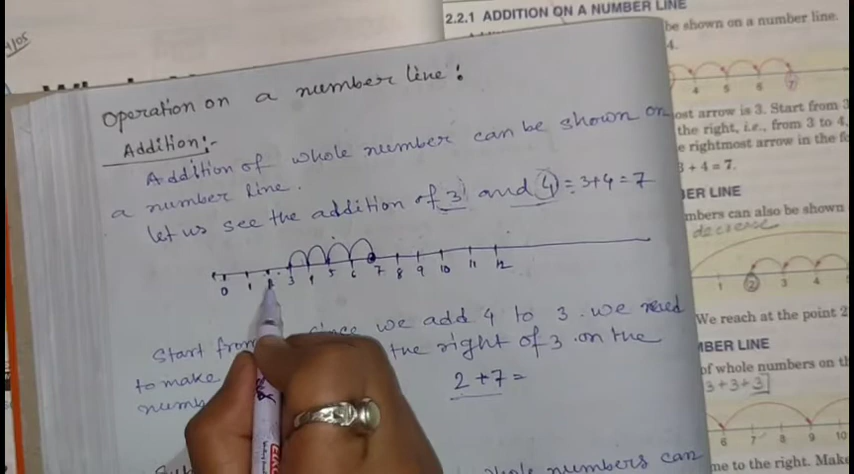 2.2.1 ADDITION ON A NUMBER LINE
be shown on a number line.
4.
4 5 6 7
ost arrow is 3. Start from 3
the right, i.e., from 3 to 4,
e rightmost arrow in the
3 + 4 = 7.
BER LINE
mbers can also be shown
decrease
1 2 3 4
We reach at the point 2
MBER LINE
of whole numbers on th
3+3+3
6 7 8 9 10
me to the right. Make
Operation on a number line:
Addition:-
Addition of whole number can be shown on
a number line.
let us see the addition of 3 and 4 = 3+4 = 7
0 1 2 3 4 5 6 7 8 9 10 11 12
Start from since we add 4 to 3. we need
to make the right of 3 on the
2 + 7 =
whole numbers can